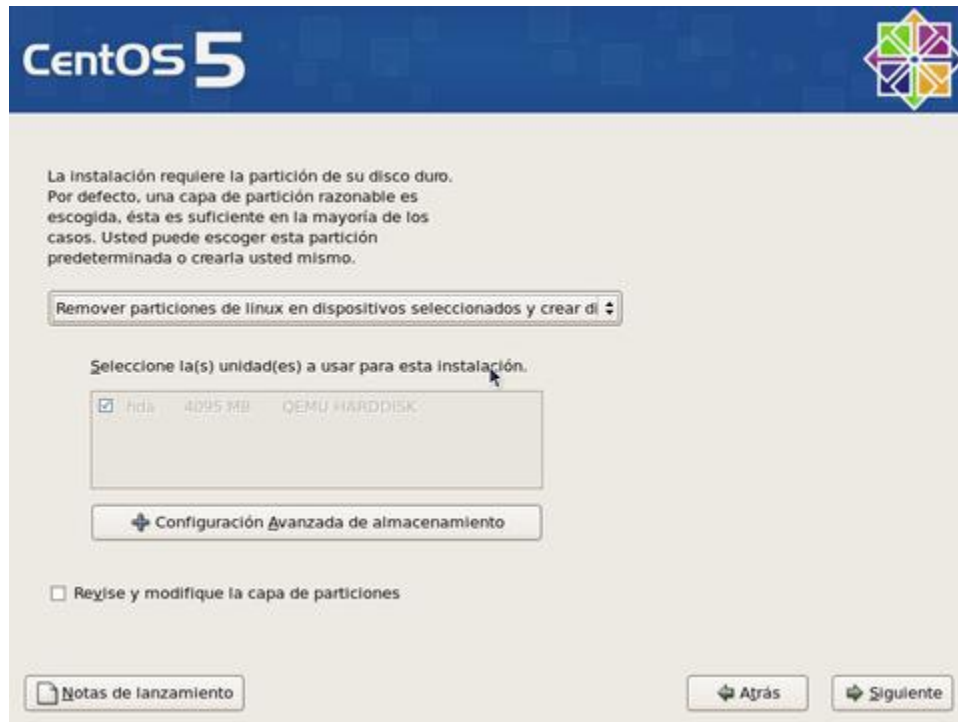 CentOS 5
La instalación requiere la partición de su disco duro.
Por defecto, una capa de partición razonable es
escogida, ésta es suficiente en la mayoría de los
casos. Usted puede escoger esta partición
predeterminada o crearla usted mismo.
Remover particiones de linux en dispositivos seleccionados y crear di
Seleccione la(s) unidad(es) a usar para esta instalación.
hda 4095 MB QEMU HARDDISK
Configuración Avanzada de almacenamiento
Revise y modifique la capa de particiones
Notas de lanzamiento
Atrás
Siguiente